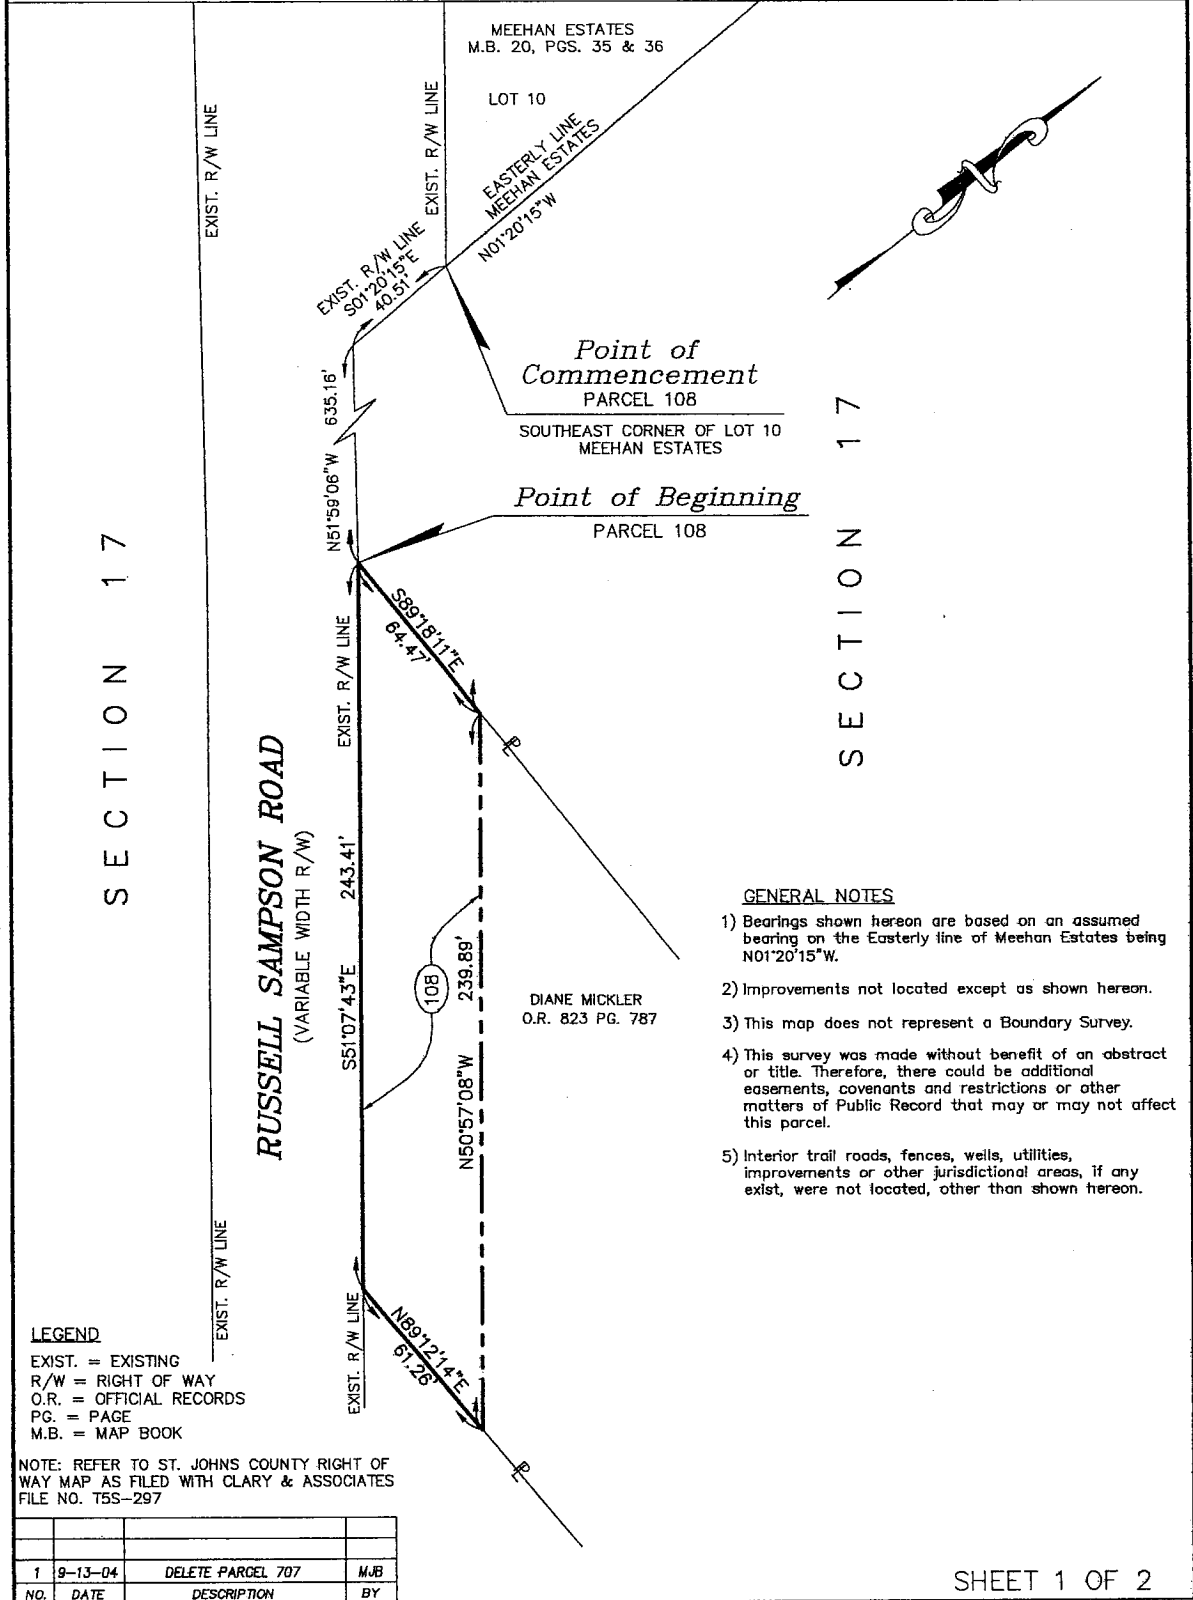 MEEHAN ESTATES
M.B. 20, PGS. 35 & 36
LOT 10
EXIST. R/W LINE
EXIST. R/W LINE
EASTERLY LINE
MEEHAN ESTATES
N01°20'15"W
EXIST. R/W LINE
S01°20'15"E
40.51'
N
Point of
Commencement
PARCEL 108
SOUTHEAST CORNER OF LOT 10
MEEHAN ESTATES
N51°59'06"W 635.16'
Point of Beginning
PARCEL 108
SECTION 17
SECTION 17
S89°18'11"E
64.47'
EXIST. R/W LINE
PL
RUSSELL SAMPSON ROAD
(VARIABLE WIDTH R/W)
S51°07'43"E 243.41'
108
N50°57'08"W 239.89'
DIANE MICKLER
O.R. 823 PG. 787
GENERAL NOTES
1) Bearings shown hereon are based on an assumed
bearing on the Easterly line of Meehan Estates being
N01°20'15"W.
2) Improvements not located except as shown hereon.
3) This map does not represent a Boundary Survey.
4) This survey was made without benefit of an abstract
or title. Therefore, there could be additional
easements, covenants and restrictions or other
matters of Public Record that may or may not affect
this parcel.
5) Interior trail roads, fences, wells, utilities,
improvements or other jurisdictional areas, if any
exist, were not located, other than shown hereon.
EXIST. R/W LINE
EXIST. R/W LINE
N89°12'14"E
61.26'
PL
LEGEND
EXIST. = EXISTING
R/W = RIGHT OF WAY
O.R. = OFFICIAL RECORDS
PG. = PAGE
M.B. = MAP BOOK
NOTE: REFER TO ST. JOHNS COUNTY RIGHT OF
WAY MAP AS FILED WITH CLARY & ASSOCIATES
FILE NO. T5S-297
1 9-13-04 DELETE PARCEL 707 MJB
NO. DATE DESCRIPTION BY
SHEET 1 OF 2